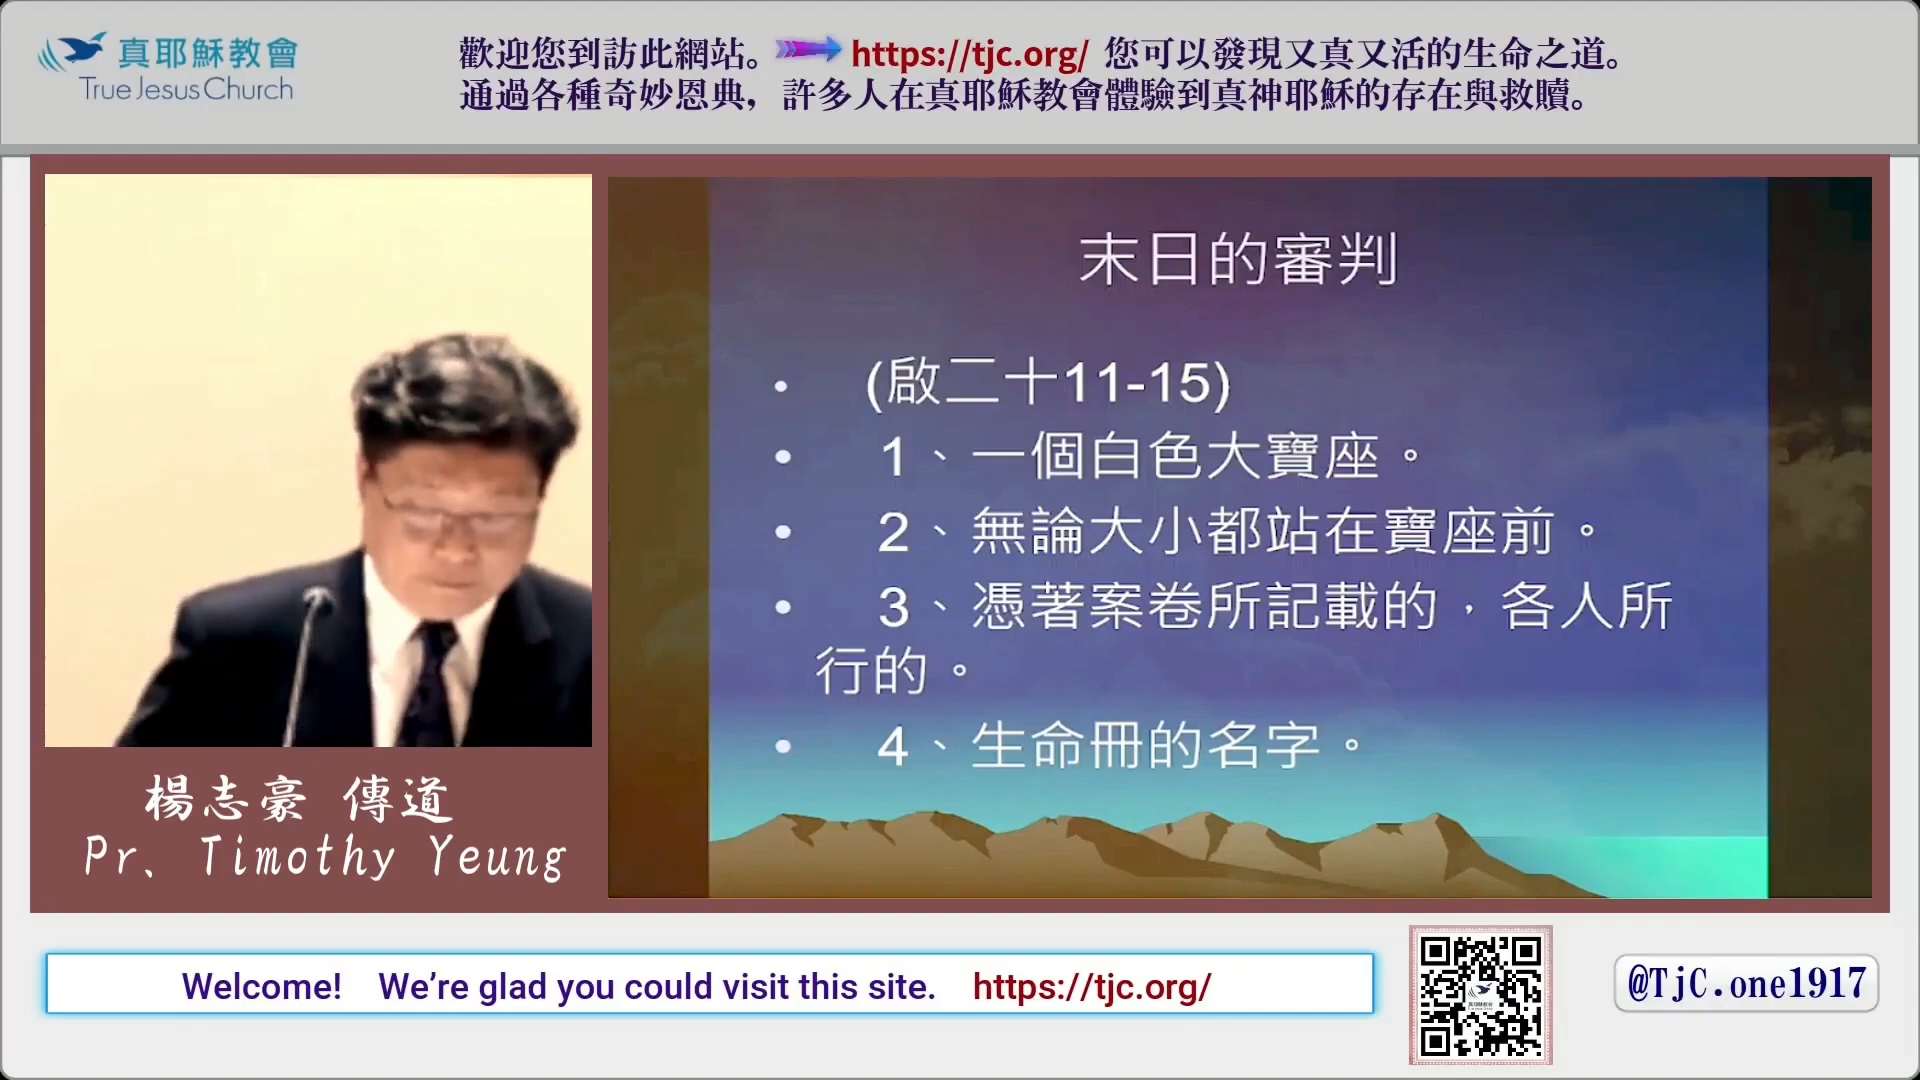 真耶穌教會
True Jesus Church
歡迎您到訪此網站。 https://tjc.org/ 您可以發現又真又活的生命之道。
通過各種奇妙恩典，許多人在真耶穌教會體驗到真神耶穌的存在與救贖。
末日的審判
• (啟二十11-15)
• 1、一個白色大寶座。
• 2、無論大小都站在寶座前。
• 3、憑著案卷所記載的，各人所
行的。
• 4、生命冊的名字。
楊志豪 傳道
Pr、Timothy Yeung
Welcome! We’re glad you could visit this site. https://tjc.org/
@TjC.one1917